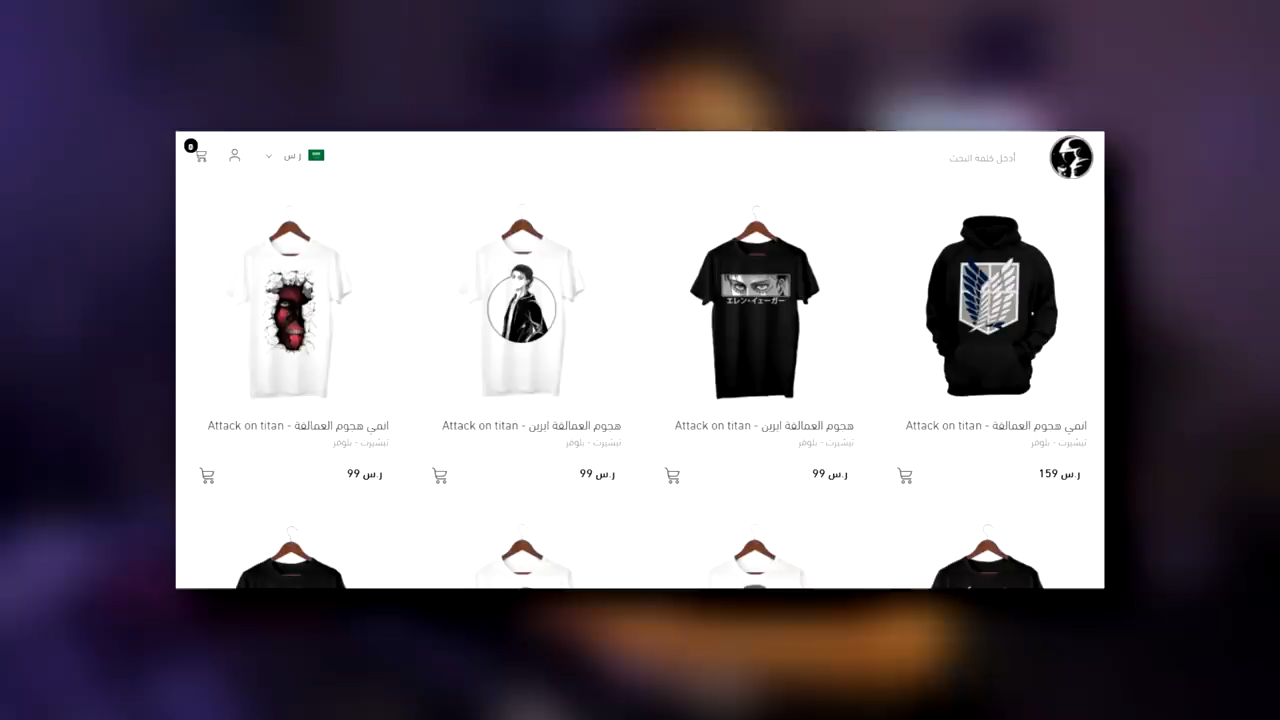 أدخل كلمة البحث
ر س
0
エレン・イェーガー
انمي هجوم العمالقة - Attack on titan
تيشيرت - بلوفر
ر.س 159
هجوم العمالقة ايرين - Attack on titan
تيشيرت - بلوفر
ر.س 99
هجوم العمالقة ايرين - Attack on titan
تيشيرت - بلوفر
ر.س 99
انمي هجوم العمالقة - Attack on titan
تيشيرت - بلوفر
ر.س 99